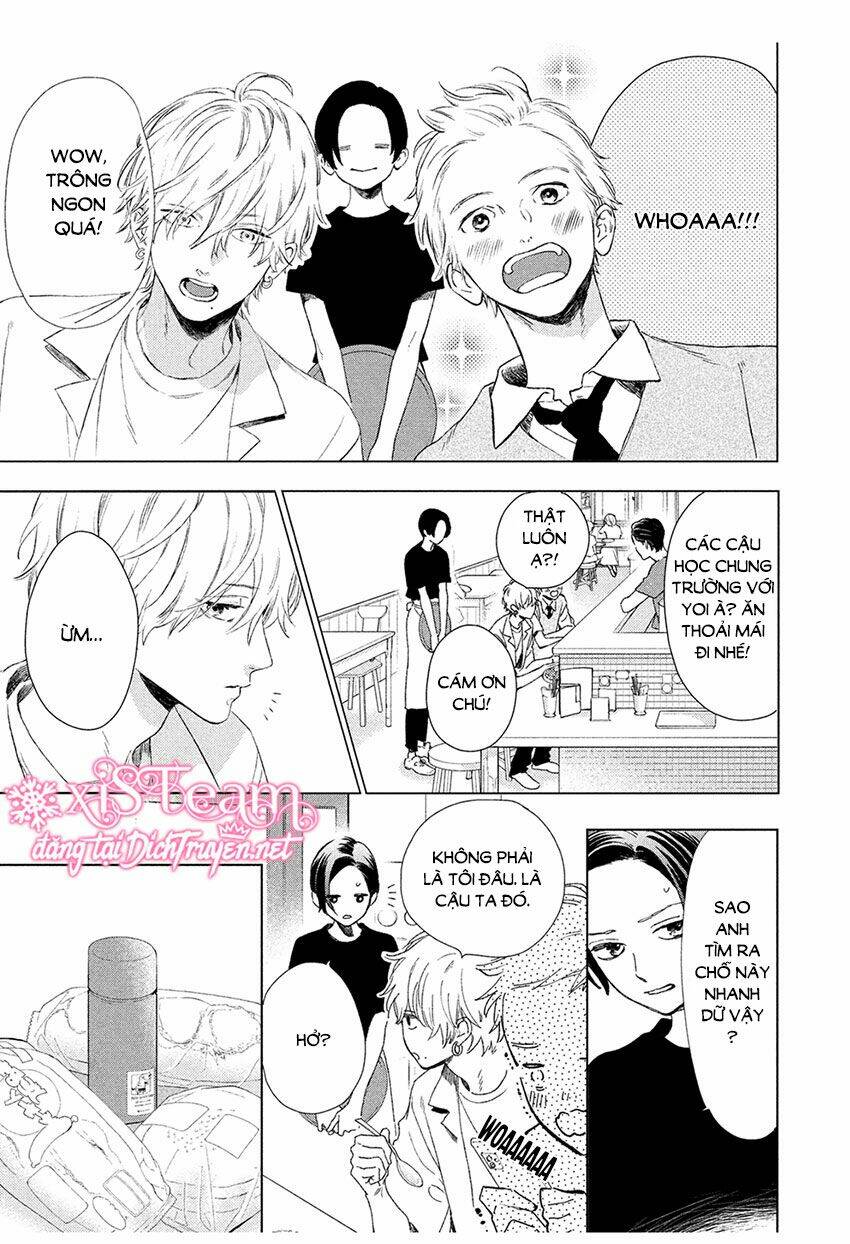 WHOAAA!!!
WOW,
TRÔNG
NGON
QUÁ!
CÁC CẬU
HỌC CHUNG
TRƯỜNG VỚI
YOI À? ĂN
THOẢI MÁI
ĐI NHÉ!
THẬT
LUÔN
Ạ?!
CÁM ƠN
CHÚ!
ỪM...
SAO
ANH
TÌM RA
CHỖ NÀY
NHANH
DỮ VẬY
?
KHÔNG PHẢI
LÀ TÔI ĐÂU. LÀ
CẬU TA ĐÓ.
HỞ?
WOAAAAAA
xiSTeam
đăng tại DichTruyen.net